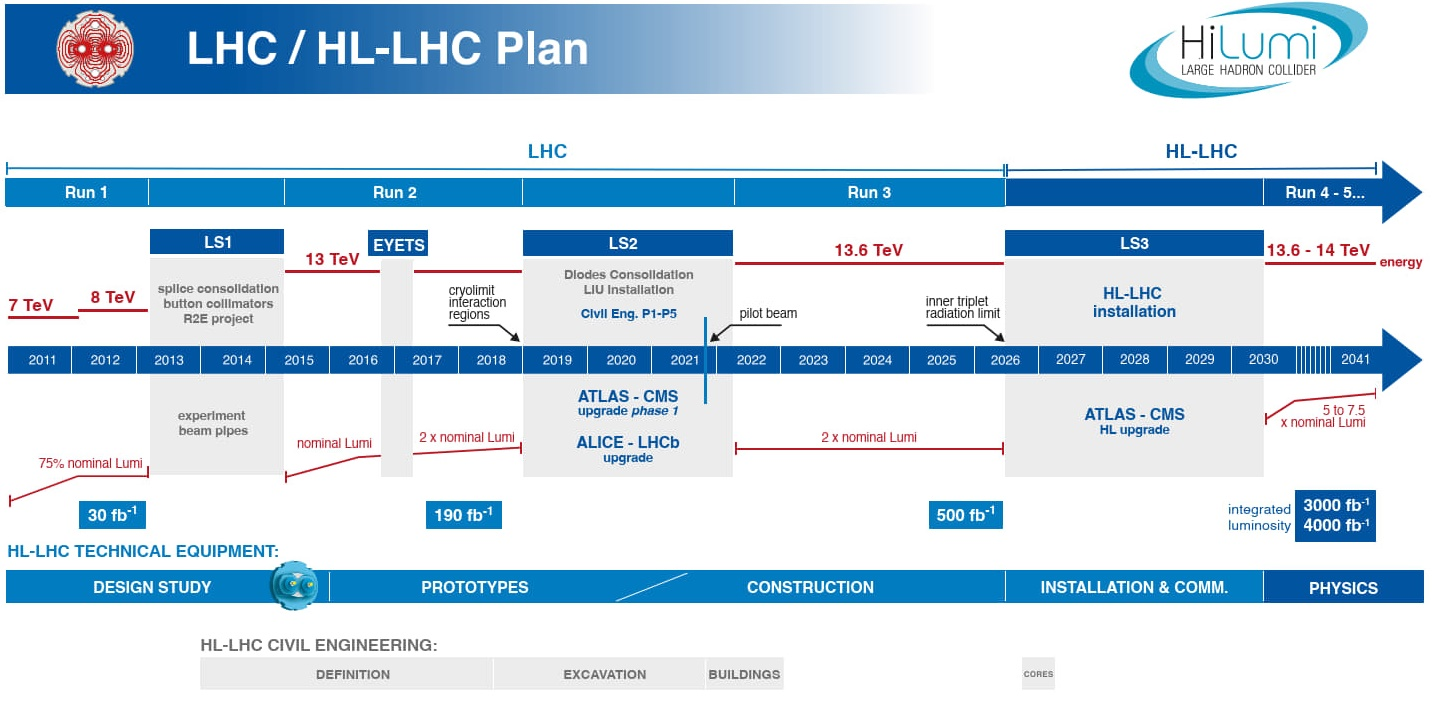 LHC / HL-LHC Plan
HiLumi
LARGE HADRON COLLIDER
LHC
HL-LHC
Run 1
Run 2
Run 3
Run 4 - 5...
LS1
EYETS
LS2
LS3
13 TeV
13.6 TeV
13.6 - 14 TeV
energy
7 TeV
8 TeV
splice consolidation
button collimators
R2E project
cryolimit
interaction
regions
Diodes Consolidation
LIU Installation
Civil Eng. P1-P5
pilot beam
inner triplet
radiation limit
HL-LHC
installation
2011
2012
2013
2014
2015
2016
2017
2018
2019
2020
2021
2022
2023
2024
2025
2026
2027
2028
2029
2030
2041
experiment
beam pipes
ATLAS - CMS
upgrade phase 1
ALICE - LHCb
upgrade
ATLAS - CMS
HL upgrade
5 to 7.5
x nominal Lumi
75% nominal Lumi
nominal Lumi
2 x nominal Lumi
2 x nominal Lumi
30 fb-1
190 fb-1
500 fb-1
integrated
luminosity
3000 fb-1
4000 fb-1
HL-LHC TECHNICAL EQUIPMENT:
DESIGN STUDY
PROTOTYPES
CONSTRUCTION
INSTALLATION & COMM.
PHYSICS
HL-LHC CIVIL ENGINEERING:
DEFINITION
EXCAVATION
BUILDINGS
CORES